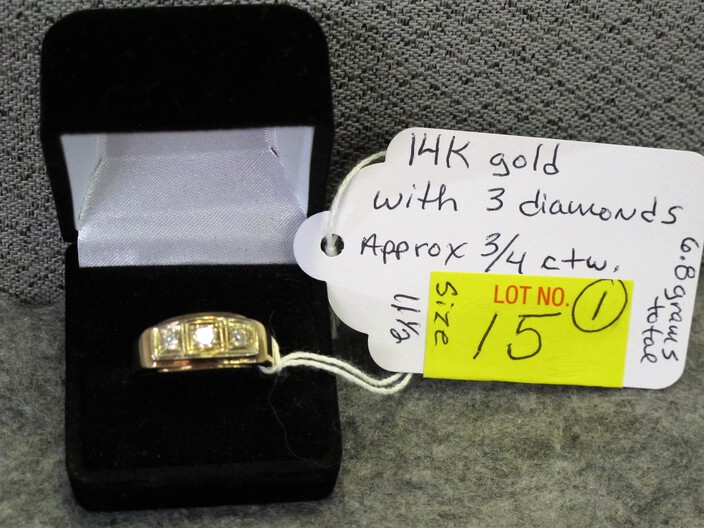 14K gold
with 3 diamonds
Approx 3/4 ctw.
6.8 grams
total
Size
11 1/2
LOT NO. 1
15